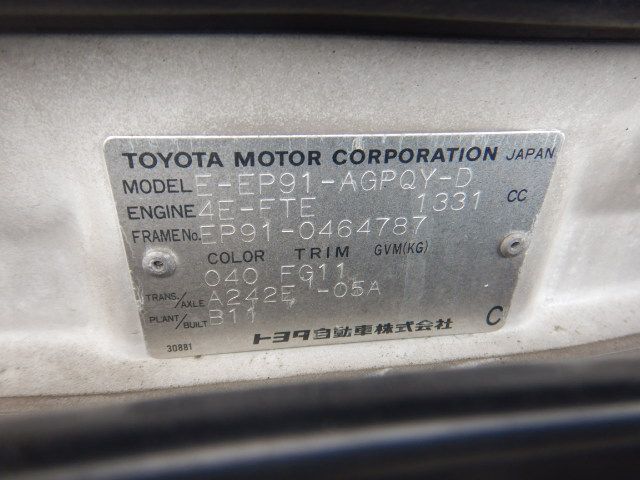 TOYOTA MOTOR CORPORATION JAPAN
MODEL E-EP91-AGPQY-D
ENGINE 4E-FTE 1331 CC
FRAME No. EP91-0464787
COLOR TRIM GVM(KG)
040 FG11
TRANS./AXLE A242E -05A
PLANT/BUILT B11
トヨタ自動車株式会社 C
30881